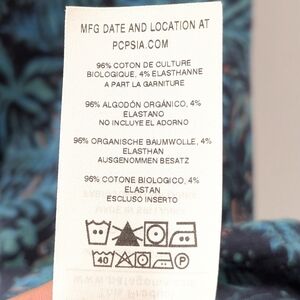 MFG DATE AND LOCATION AT
PCPSIA.COM
96% COTON DE CULTURE
BIOLOGIQUE, 4% ELASTHANNE
A PART LA GARNITURE
96% ALGODÓN ORGÁNICO, 4%
ELASTANO
NO INCLUYE EL ADORNO
96% ORGANISCHE BAUMWOLLE, 4%
ELASTHAN
AUSGENOMMEN BESATZ
96% COTONE BIOLOGICO, 4%
ELASTAN
ESCLUSO INSERTO
40 P